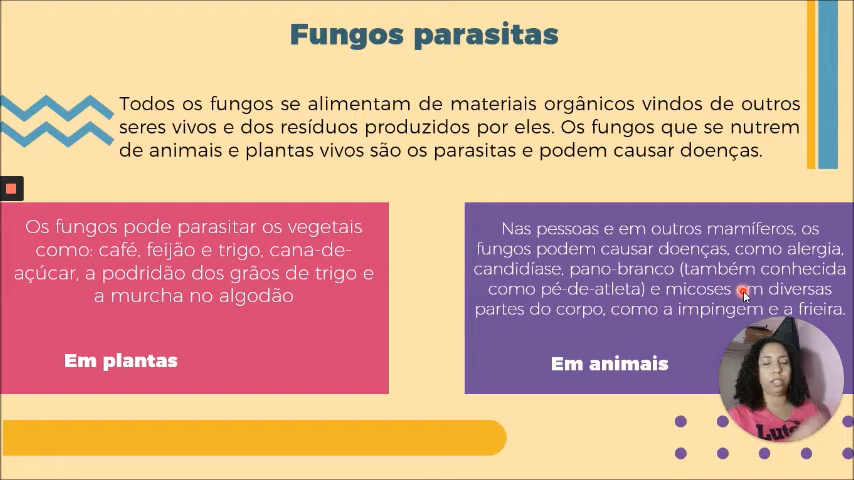 Fungos parasitas
Todos os fungos se alimentam de materiais orgânicos vindos de outros
seres vivos e dos resíduos produzidos por eles. Os fungos que se nutrem
de animais e plantas vivos são os parasitas e podem causar doenças.
Os fungos pode parasitar os vegetais
como: café, feijão e trigo, cana-de-
açúcar, a podridão dos grãos de trigo e
a murcha no algodão
Em plantas
Nas pessoas e em outros mamíferos, os
fungos podem causar doenças, como alergia,
candidíase, pano-branco (também conhecida
como pé-de-atleta) e micoses em diversas
partes do corpo, como a impingem e a frieira.
Em animais